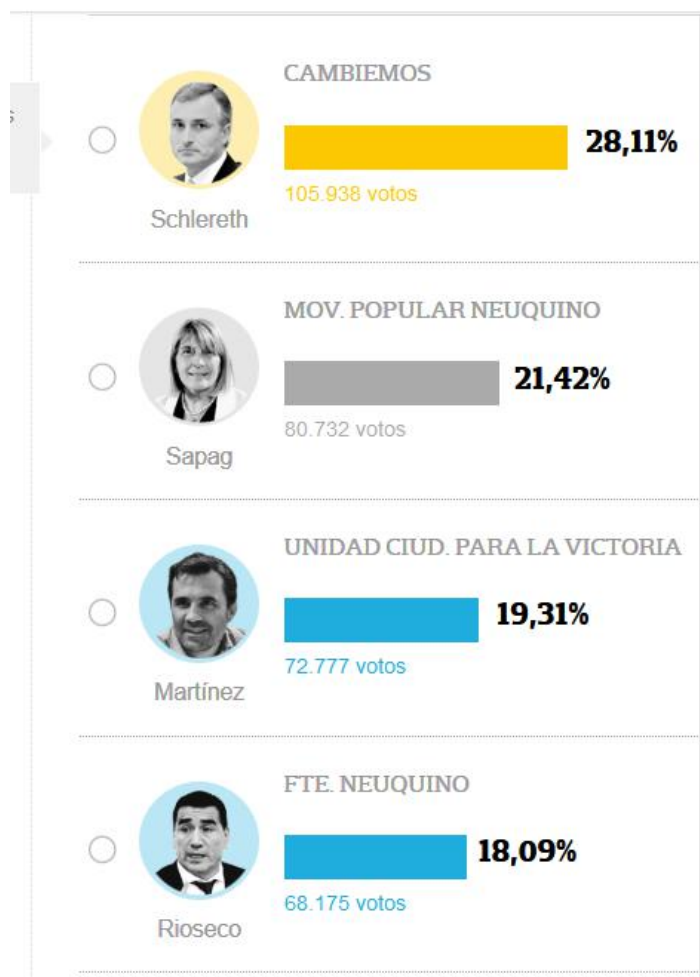 CAMBIEMOS
28,11%
105.938 votos
Schlereth
MOV. POPULAR NEUQUINO
21,42%
80.732 votos
Sapag
UNIDAD CIUD. PARA LA VICTORIA
19,31%
72.777 votos
Martínez
FTE. NEUQUINO
18,09%
68.175 votos
Rioseco